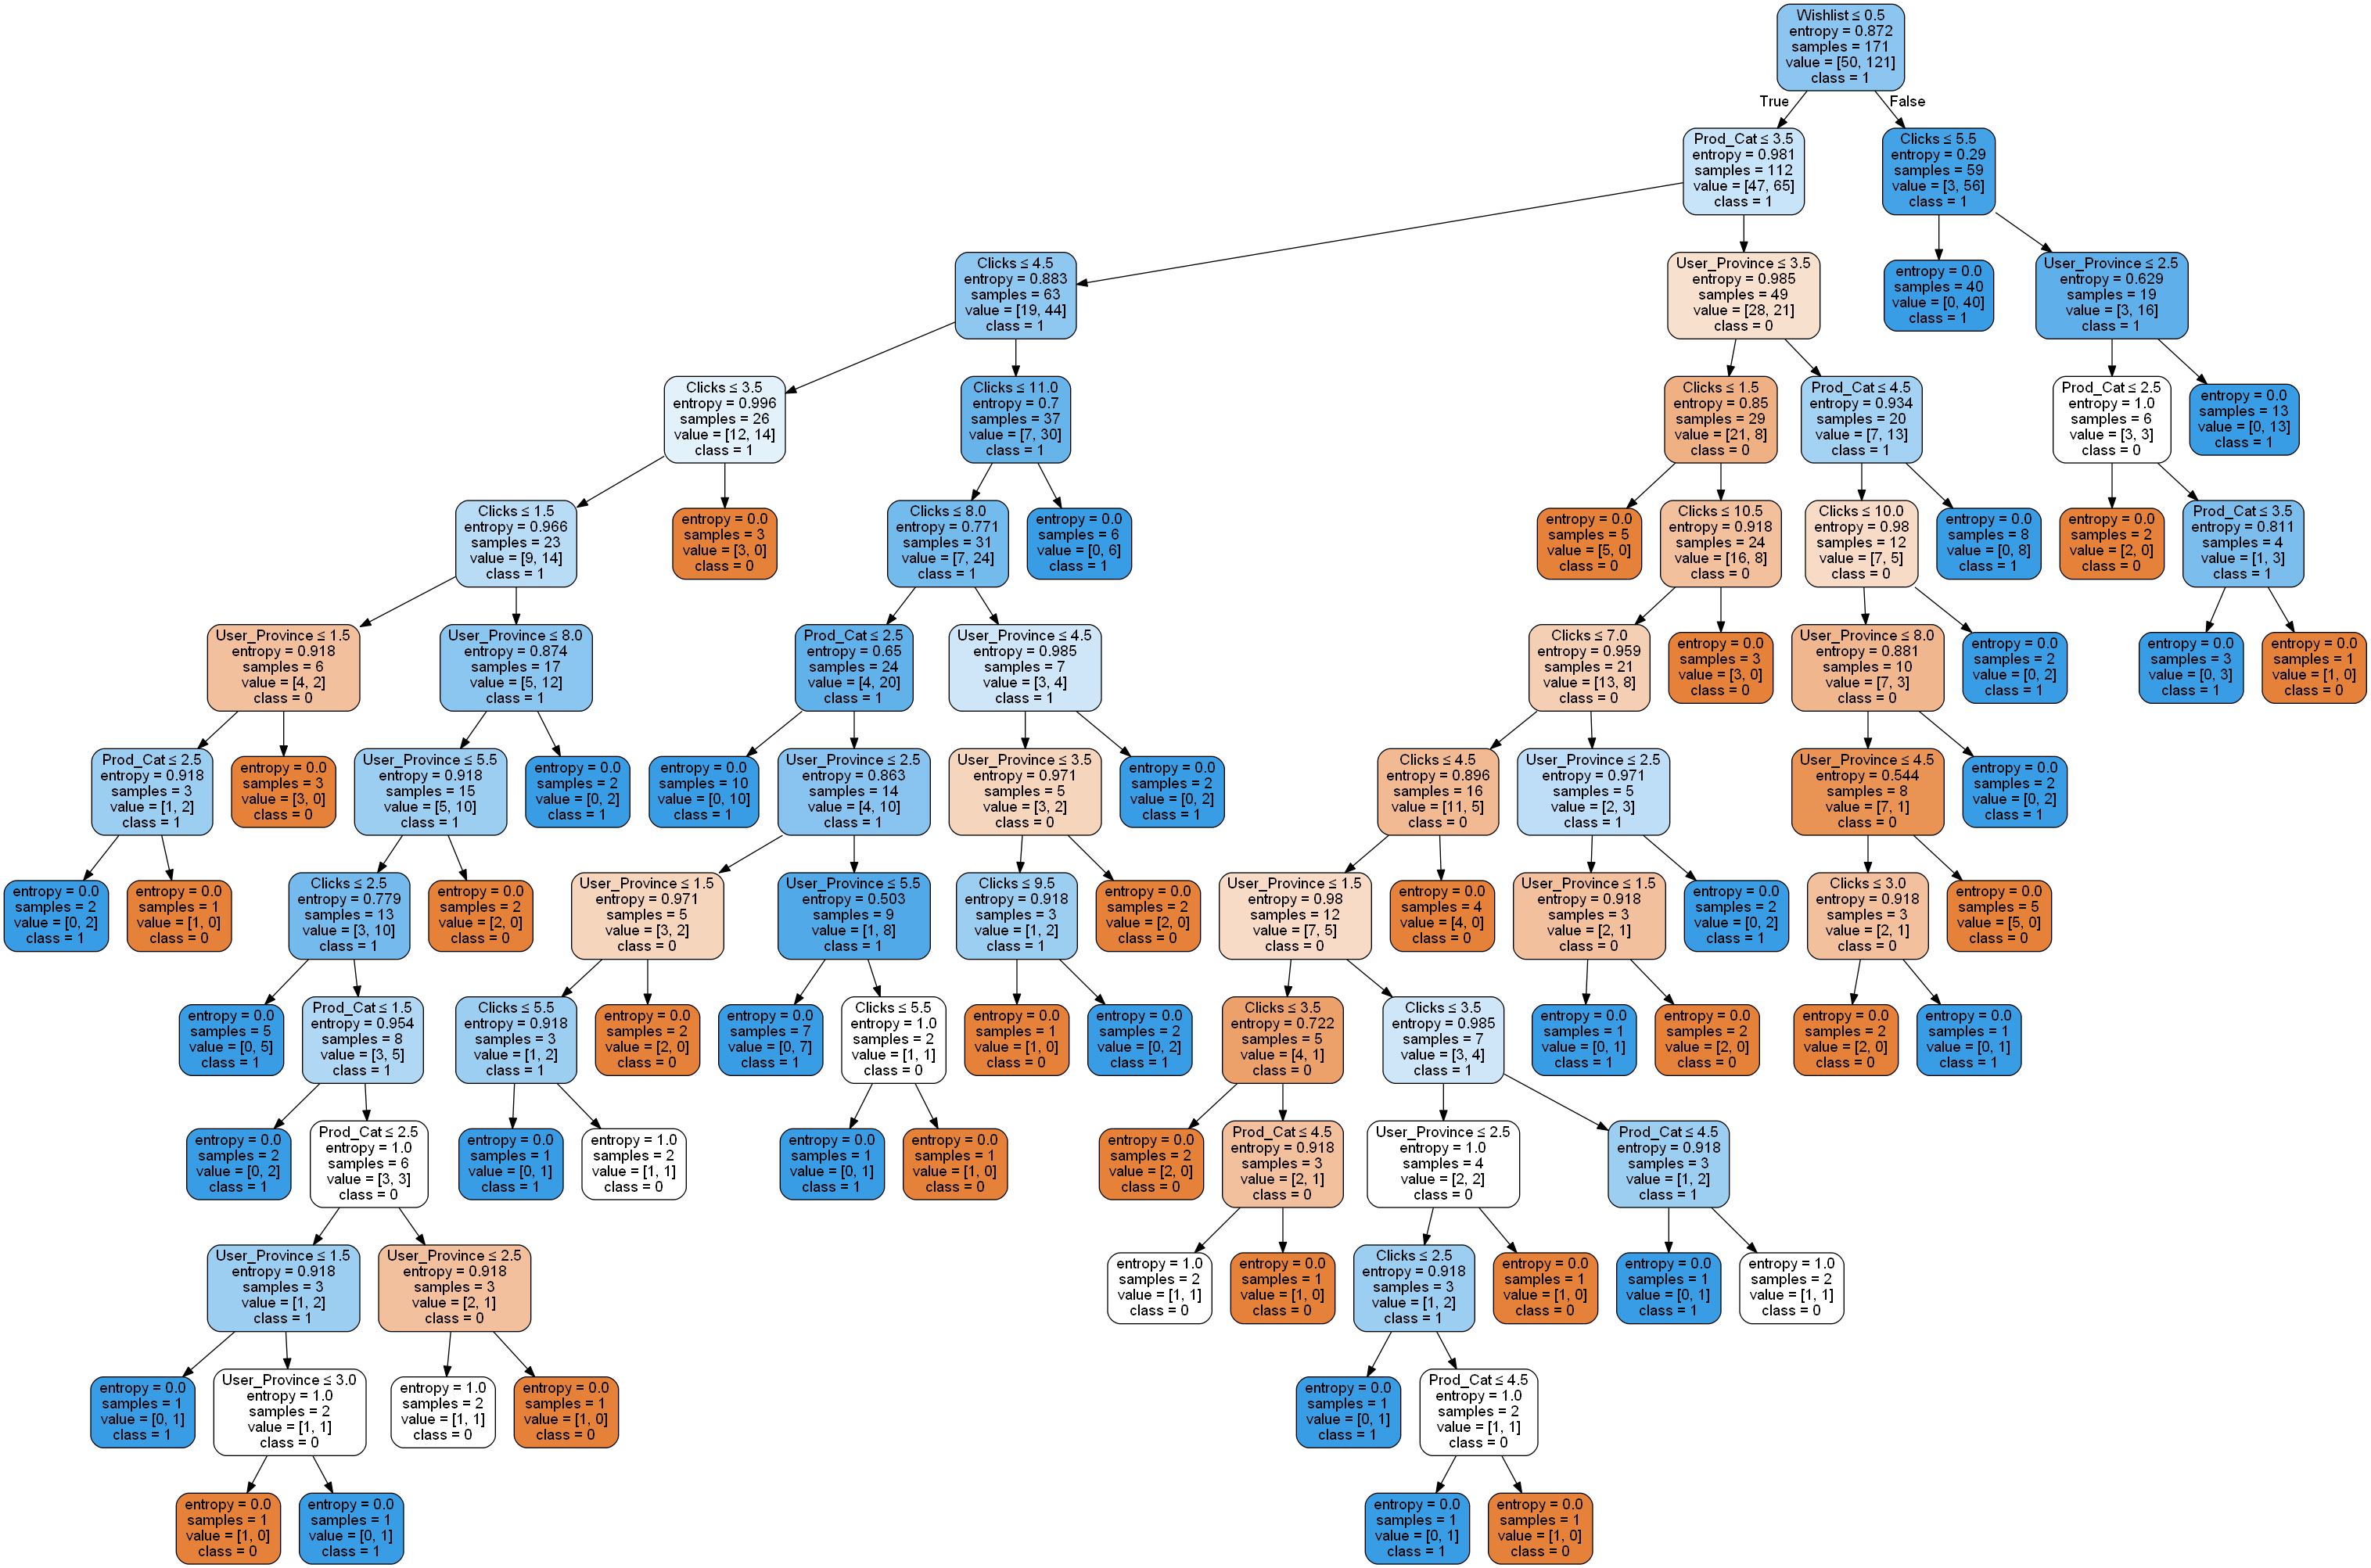 Wishlist ≤ 0.5
entropy = 0.872
samples = 171
value = [50, 121]
class = 1
True
False
Prod_Cat ≤ 3.5
entropy = 0.981
samples = 112
value = [47, 65]
class = 1
Clicks ≤ 5.5
entropy = 0.29
samples = 59
value = [3, 56]
class = 1
Clicks ≤ 4.5
entropy = 0.883
samples = 63
value = [19, 44]
class = 1
User_Province ≤ 3.5
entropy = 0.985
samples = 49
value = [28, 21]
class = 0
entropy = 0.0
samples = 40
value = [0, 40]
class = 1
User_Province ≤ 2.5
entropy = 0.629
samples = 19
value = [3, 16]
class = 1
Clicks ≤ 3.5
entropy = 0.996
samples = 26
value = [12, 14]
class = 1
Clicks ≤ 11.0
entropy = 0.7
samples = 37
value = [7, 30]
class = 1
Clicks ≤ 1.5
entropy = 0.85
samples = 29
value = [21, 8]
class = 0
Prod_Cat ≤ 4.5
entropy = 0.934
samples = 20
value = [7, 13]
class = 1
Prod_Cat ≤ 2.5
entropy = 1.0
samples = 6
value = [3, 3]
class = 0
entropy = 0.0
samples = 13
value = [0, 13]
class = 1
Clicks ≤ 1.5
entropy = 0.966
samples = 23
value = [9, 14]
class = 1
entropy = 0.0
samples = 3
value = [3, 0]
class = 0
Clicks ≤ 8.0
entropy = 0.771
samples = 31
value = [7, 24]
class = 1
entropy = 0.0
samples = 6
value = [0, 6]
class = 1
entropy = 0.0
samples = 5
value = [5, 0]
class = 0
Clicks ≤ 10.5
entropy = 0.918
samples = 24
value = [16, 8]
class = 0
Clicks ≤ 10.0
entropy = 0.98
samples = 12
value = [7, 5]
class = 0
entropy = 0.0
samples = 8
value = [0, 8]
class = 1
entropy = 0.0
samples = 2
value = [2, 0]
class = 0
Prod_Cat ≤ 3.5
entropy = 0.811
samples = 4
value = [1, 3]
class = 1
User_Province ≤ 1.5
entropy = 0.918
samples = 6
value = [4, 2]
class = 0
User_Province ≤ 8.0
entropy = 0.874
samples = 17
value = [5, 12]
class = 1
Prod_Cat ≤ 2.5
entropy = 0.65
samples = 24
value = [4, 20]
class = 1
User_Province ≤ 4.5
entropy = 0.985
samples = 7
value = [3, 4]
class = 1
Clicks ≤ 7.0
entropy = 0.959
samples = 21
value = [13, 8]
class = 0
entropy = 0.0
samples = 3
value = [3, 0]
class = 0
User_Province ≤ 8.0
entropy = 0.881
samples = 10
value = [7, 3]
class = 0
entropy = 0.0
samples = 2
value = [0, 2]
class = 1
entropy = 0.0
samples = 3
value = [0, 3]
class = 1
entropy = 0.0
samples = 1
value = [1, 0]
class = 0
Prod_Cat ≤ 2.5
entropy = 0.918
samples = 3
value = [1, 2]
class = 1
entropy = 0.0
samples = 3
value = [3, 0]
class = 0
User_Province ≤ 5.5
entropy = 0.918
samples = 15
value = [5, 10]
class = 1
entropy = 0.0
samples = 2
value = [0, 2]
class = 1
entropy = 0.0
samples = 10
value = [0, 10]
class = 1
User_Province ≤ 2.5
entropy = 0.863
samples = 14
value = [4, 10]
class = 1
User_Province ≤ 3.5
entropy = 0.971
samples = 5
value = [3, 2]
class = 0
entropy = 0.0
samples = 2
value = [0, 2]
class = 1
Clicks ≤ 4.5
entropy = 0.896
samples = 16
value = [11, 5]
class = 0
User_Province ≤ 2.5
entropy = 0.971
samples = 5
value = [2, 3]
class = 1
User_Province ≤ 4.5
entropy = 0.544
samples = 8
value = [7, 1]
class = 0
entropy = 0.0
samples = 2
value = [0, 2]
class = 1
entropy = 0.0
samples = 2
value = [0, 2]
class = 1
entropy = 0.0
samples = 1
value = [1, 0]
class = 0
Clicks ≤ 2.5
entropy = 0.779
samples = 13
value = [3, 10]
class = 1
entropy = 0.0
samples = 2
value = [2, 0]
class = 0
User_Province ≤ 1.5
entropy = 0.971
samples = 5
value = [3, 2]
class = 0
User_Province ≤ 5.5
entropy = 0.503
samples = 9
value = [1, 8]
class = 1
Clicks ≤ 9.5
entropy = 0.918
samples = 3
value = [1, 2]
class = 1
entropy = 0.0
samples = 2
value = [2, 0]
class = 0
User_Province ≤ 1.5
entropy = 0.98
samples = 12
value = [7, 5]
class = 0
entropy = 0.0
samples = 4
value = [4, 0]
class = 0
User_Province ≤ 1.5
entropy = 0.918
samples = 3
value = [2, 1]
class = 0
entropy = 0.0
samples = 2
value = [0, 2]
class = 1
Clicks ≤ 3.0
entropy = 0.918
samples = 3
value = [2, 1]
class = 0
entropy = 0.0
samples = 5
value = [5, 0]
class = 0
entropy = 0.0
samples = 5
value = [0, 5]
class = 1
Prod_Cat ≤ 1.5
entropy = 0.954
samples = 8
value = [3, 5]
class = 1
Clicks ≤ 5.5
entropy = 0.918
samples = 3
value = [1, 2]
class = 1
entropy = 0.0
samples = 2
value = [2, 0]
class = 0
entropy = 0.0
samples = 7
value = [0, 7]
class = 1
Clicks ≤ 5.5
entropy = 1.0
samples = 2
value = [1, 1]
class = 0
entropy = 0.0
samples = 1
value = [1, 0]
class = 0
entropy = 0.0
samples = 2
value = [0, 2]
class = 1
Clicks ≤ 3.5
entropy = 0.722
samples = 5
value = [4, 1]
class = 0
Clicks ≤ 3.5
entropy = 0.985
samples = 7
value = [3, 4]
class = 1
entropy = 0.0
samples = 1
value = [0, 1]
class = 1
entropy = 0.0
samples = 2
value = [2, 0]
class = 0
entropy = 0.0
samples = 2
value = [2, 0]
class = 0
entropy = 0.0
samples = 1
value = [0, 1]
class = 1
entropy = 0.0
samples = 2
value = [0, 2]
class = 1
Prod_Cat ≤ 2.5
entropy = 1.0
samples = 6
value = [3, 3]
class = 0
entropy = 0.0
samples = 1
value = [0, 1]
class = 1
entropy = 1.0
samples = 2
value = [1, 1]
class = 0
entropy = 0.0
samples = 1
value = [0, 1]
class = 1
entropy = 0.0
samples = 1
value = [1, 0]
class = 0
entropy = 0.0
samples = 2
value = [2, 0]
class = 0
Prod_Cat ≤ 4.5
entropy = 0.918
samples = 3
value = [2, 1]
class = 0
User_Province ≤ 2.5
entropy = 1.0
samples = 4
value = [2, 2]
class = 0
Prod_Cat ≤ 4.5
entropy = 0.918
samples = 3
value = [1, 2]
class = 1
User_Province ≤ 1.5
entropy = 0.918
samples = 3
value = [1, 2]
class = 1
User_Province ≤ 2.5
entropy = 0.918
samples = 3
value = [2, 1]
class = 0
entropy = 1.0
samples = 2
value = [1, 1]
class = 0
entropy = 0.0
samples = 1
value = [1, 0]
class = 0
Clicks ≤ 2.5
entropy = 0.918
samples = 3
value = [1, 2]
class = 1
entropy = 0.0
samples = 1
value = [1, 0]
class = 0
entropy = 0.0
samples = 1
value = [0, 1]
class = 1
entropy = 1.0
samples = 2
value = [1, 1]
class = 0
entropy = 0.0
samples = 1
value = [0, 1]
class = 1
User_Province ≤ 3.0
entropy = 1.0
samples = 2
value = [1, 1]
class = 0
entropy = 1.0
samples = 2
value = [1, 1]
class = 0
entropy = 0.0
samples = 1
value = [1, 0]
class = 0
entropy = 0.0
samples = 1
value = [0, 1]
class = 1
Prod_Cat ≤ 4.5
entropy = 1.0
samples = 2
value = [1, 1]
class = 0
entropy = 0.0
samples = 1
value = [1, 0]
class = 0
entropy = 0.0
samples = 1
value = [0, 1]
class = 1
entropy = 0.0
samples = 1
value = [0, 1]
class = 1
entropy = 0.0
samples = 1
value = [1, 0]
class = 0